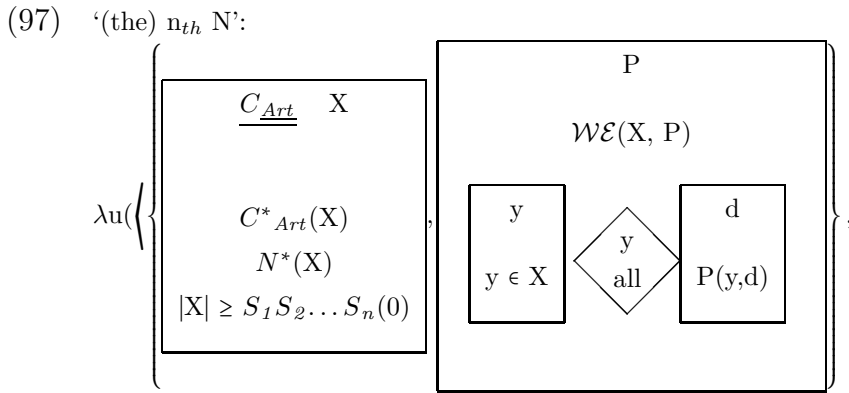 (97) ‘(the) n_th N’:
λu(⟨{
C_Art X
C*_Art(X)
N*(X)
|X| ≥ S_1S_2…S_n(0)
,
P
𝒲ℰ(X, P)
y
y ∈ X
y
all
d
P(y,d)
},